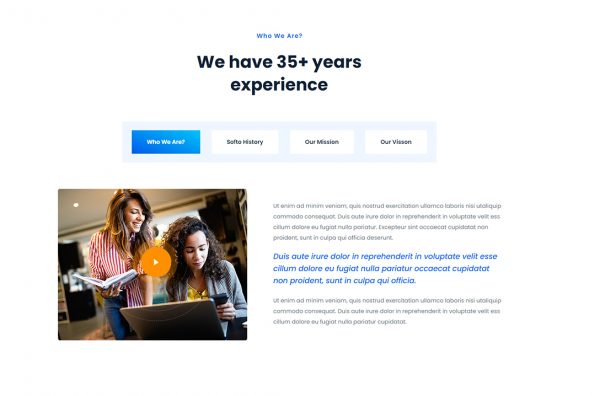 Who We Are?
We have 35+ years
experience
Who We Are?
Softo History
Our Mission
Our Visson
Ut enim ad minim veniam, quis nostrud exercitation ullamco laboris nisi utaliquip
commodo consequat. Duis aute irure dolor in reprehenderit in voluptate velit ess
cillum dolore eu fugiat nulla pariatur. Excepteur sint occaecat cupidatat non
proident, sunt in culpa qui officia deserunt.
Duis aute irure dolor in reprehenderit in voluptate velit esse
cillum dolore eu fugiat nulla pariatur occaecat cupidatat
non proident, sunt in culpa qui officia.
Ut enim ad minim veniam, quis nostrud exercitation ullamco laboris nisi utaliquip
commodo consequat. Duis aute irure dolor in reprehenderit in voluptate velit ess
cillum dolore eu fugiat nulla pariatur cupidatat.